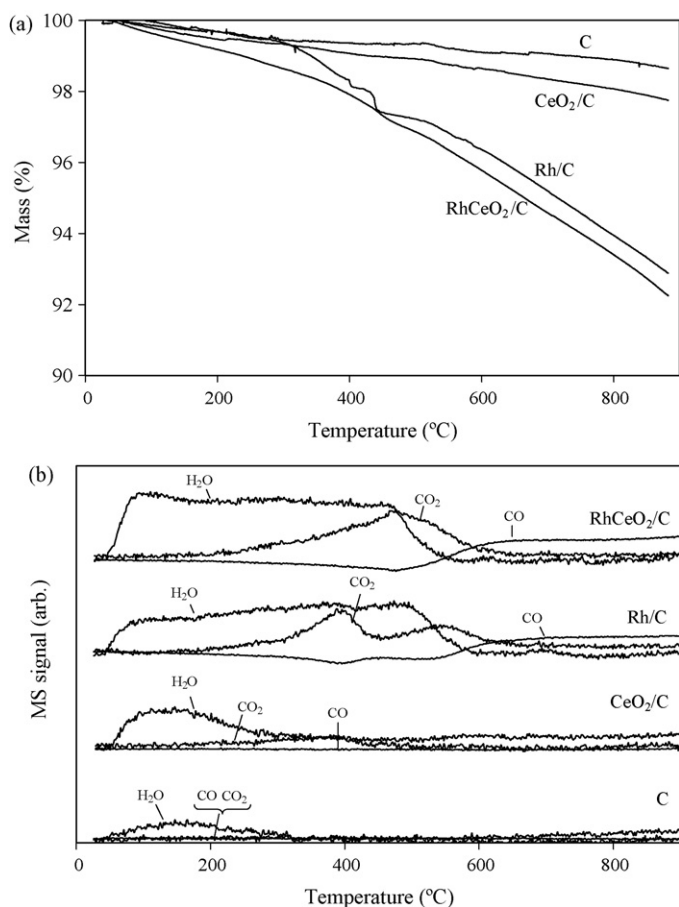 (a)
100
98
96
94
92
90
Mass (%)
C
CeO₂/C
Rh/C
RhCeO₂/C
0
200
400
600
800
Temperature (ºC)
(b)
MS signal (arb.)
H₂O
CO₂
CO
RhCeO₂/C
H₂O
CO₂
CO
Rh/C
H₂O
CO₂
CO
CeO₂/C
H₂O
CO CO₂
C
0
200
400
600
800
Temperature (ºC)